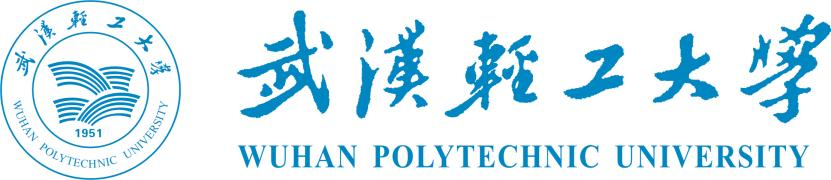 武漢輕工大學
1951
WUHAN POLYTECHNIC UNIVERSITY
武漢輕工大學
WUHAN POLYTECHNIC UNIVERSITY